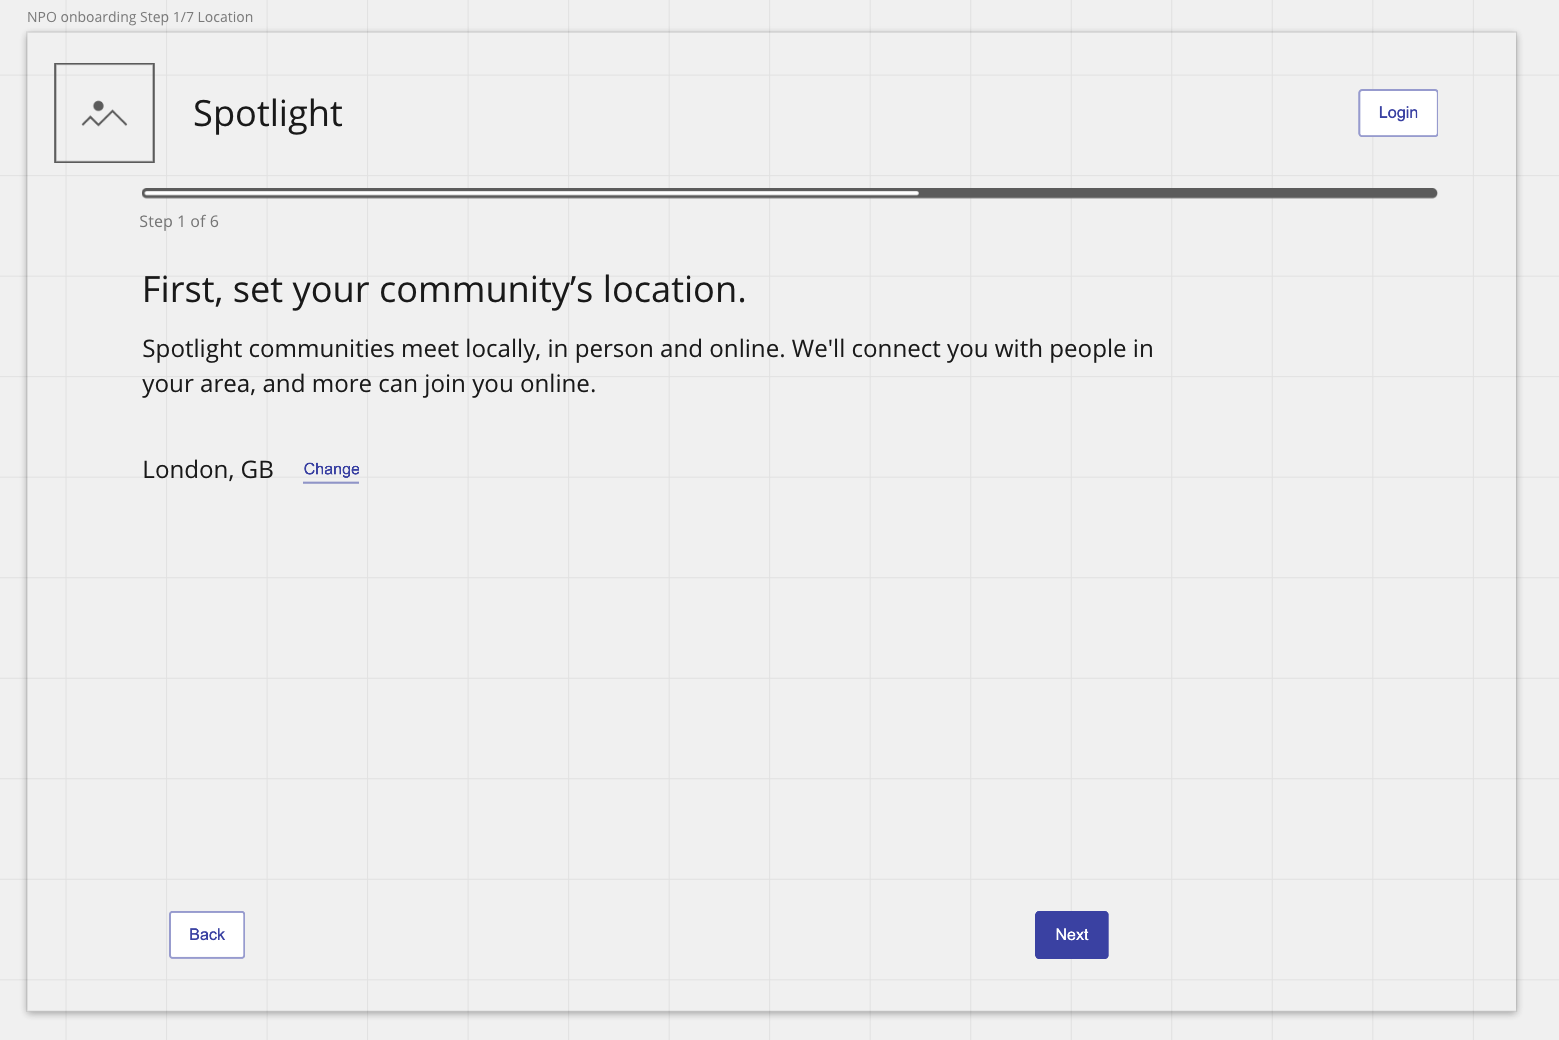 NPO onboarding Step 1/7 Location
Spotlight
Login
Step 1 of 6
First, set your community’s location.
Spotlight communities meet locally, in person and online. We'll connect you with people in
your area, and more can join you online.
London, GB Change
Back
Next